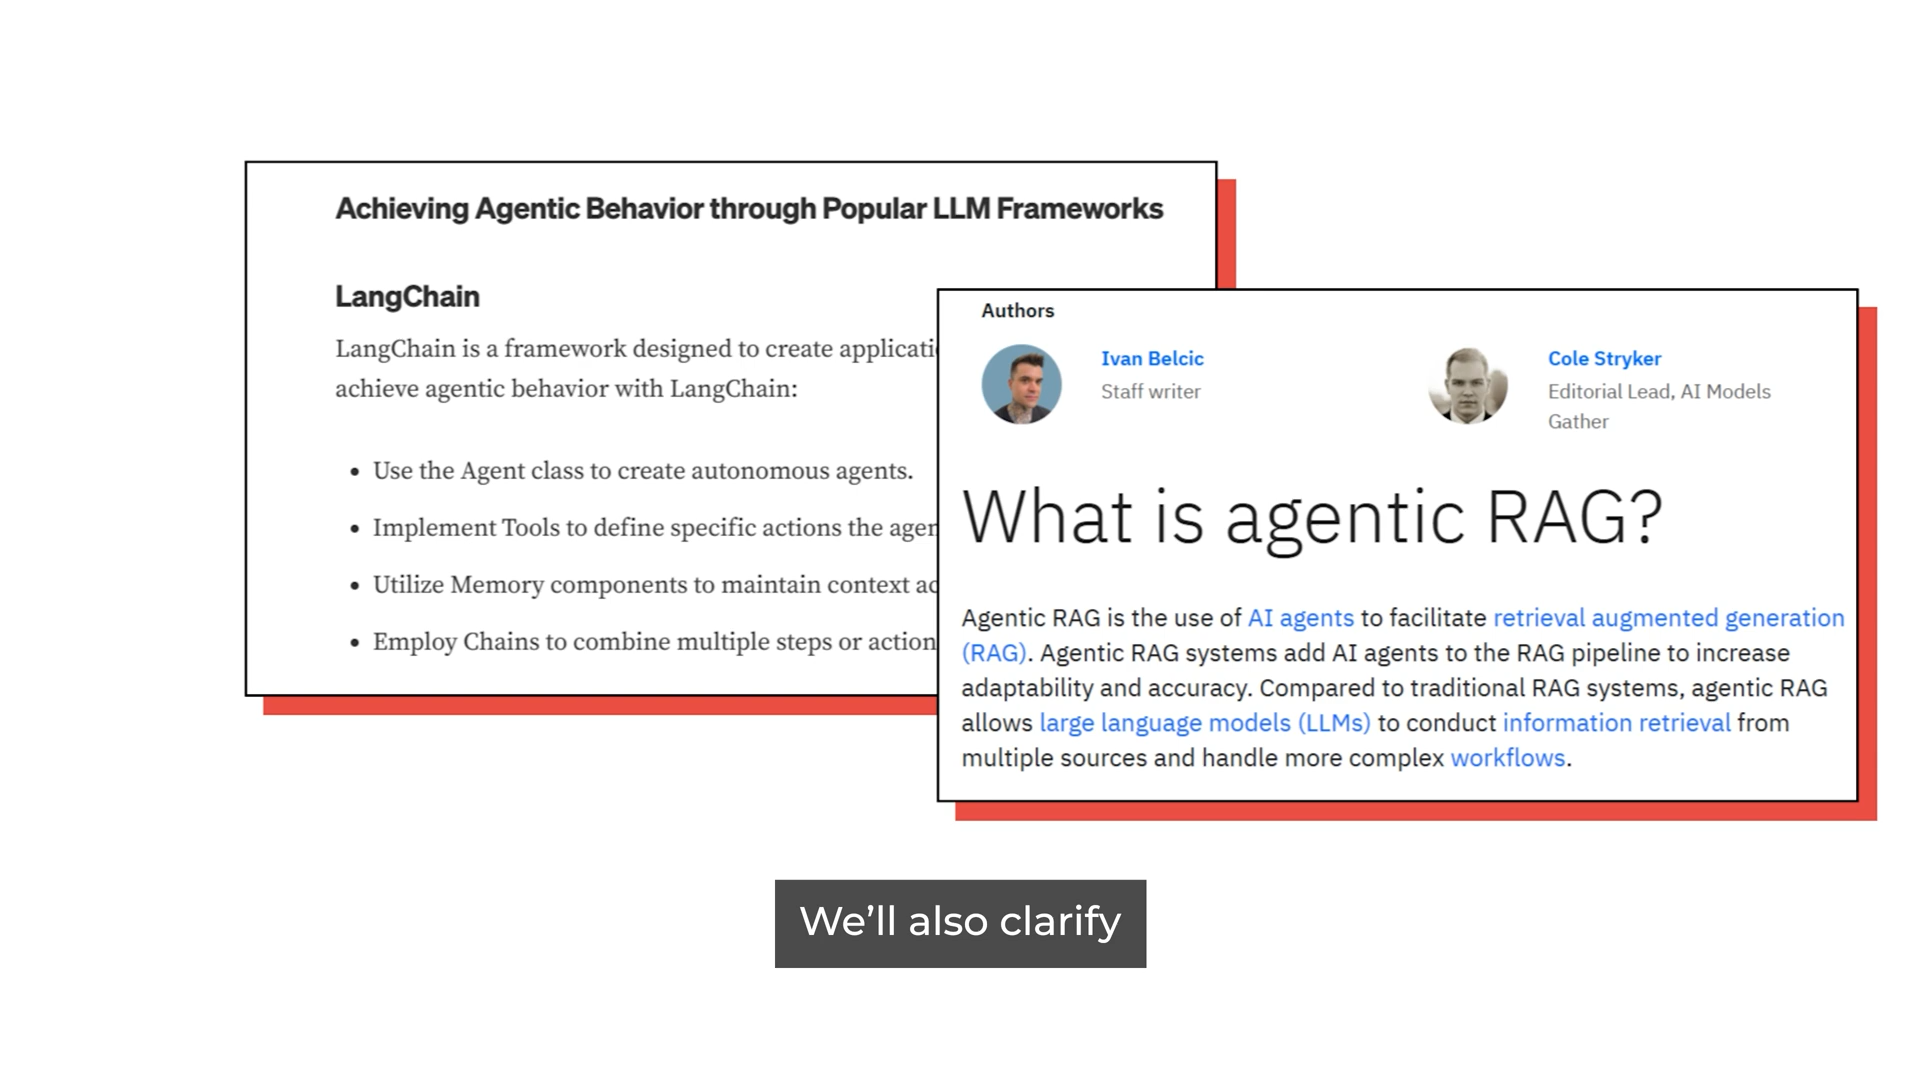 Achieving Agentic Behavior through Popular LLM Frameworks
LangChain
LangChain is a framework designed to create
achieve agentic behavior with LangChain:
• Use the Agent class to create autonomous agents.
• Implement Tools to define specific actions the
• Utilize Memory components to maintain context
• Employ Chains to combine multiple steps or
Authors
Ivan Belcic
Staff writer
Cole Stryker
Editorial Lead, AI Models
Gather
What is agentic RAG?
Agentic RAG is the use of AI agents to facilitate retrieval augmented generation
(RAG). Agentic RAG systems add AI agents to the RAG pipeline to increase
adaptability and accuracy. Compared to traditional RAG systems, agentic RAG
allows large language models (LLMs) to conduct information retrieval from
multiple sources and handle more complex workflows.
We’ll also clarify